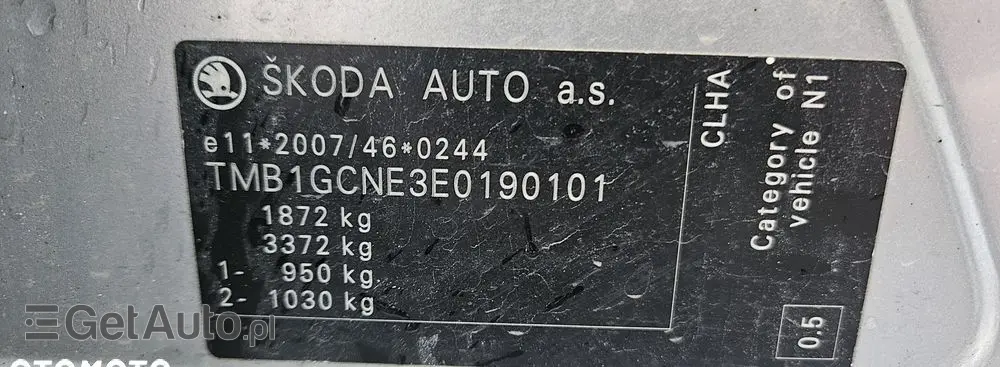 ŠKODA AUTO a.s.
e11*2007/46*0244
TMB1GCNE3E0190101
1872 kg
3372 kg
1- 950 kg
2- 1030 kg
CLHA
Category of
vehicle N1
0.5
GetAuto.pl
OTOMOTO